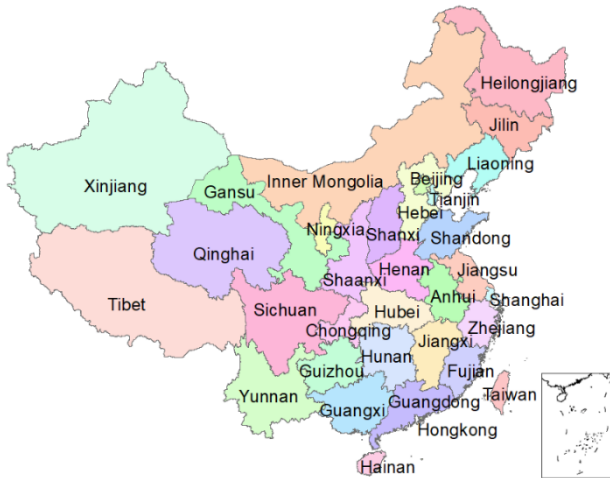 Heilongjiang
Jilin
Liaoning
Beijing
Tianjin
Inner Mongolia
Xinjiang
Gansu
Hebei
Ningxia
Shanxi
Shandong
Qinghai
Henan
Jiangsu
Shaanxi
Anhui
Shanghai
Tibet
Sichuan
Hubei
Zhejiang
Chongqing
Jiangxi
Hunan
Guizhou
Fujian
Yunnan
Taiwan
Guangdong
Guangxi
Hongkong
Hainan